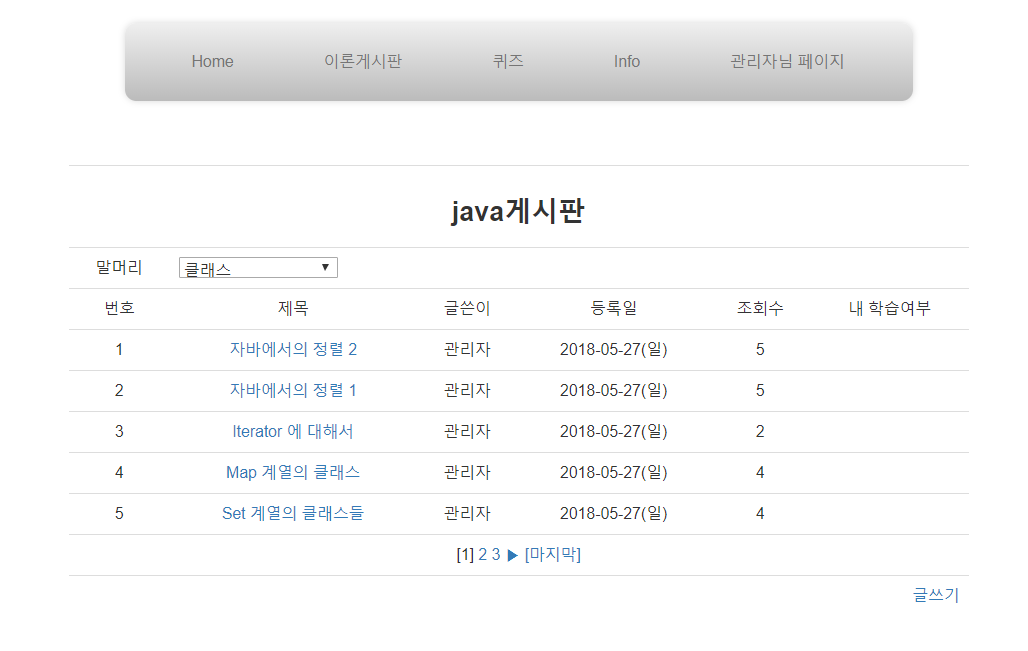 Home 이론게시판 퀴즈 Info 관리자님 페이지
java게시판
말머리 클래스 ▼
번호 제목 글쓴이 등록일 조회수 내 학습여부
1 자바에서의 정렬 2 관리자 2018-05-27(일) 5
2 자바에서의 정렬 1 관리자 2018-05-27(일) 5
3 Iterator 에 대해서 관리자 2018-05-27(일) 2
4 Map 계열의 클래스 관리자 2018-05-27(일) 4
5 Set 계열의 클래스들 관리자 2018-05-27(일) 4
[1] 2 3 ▶ [마지막]
글쓰기